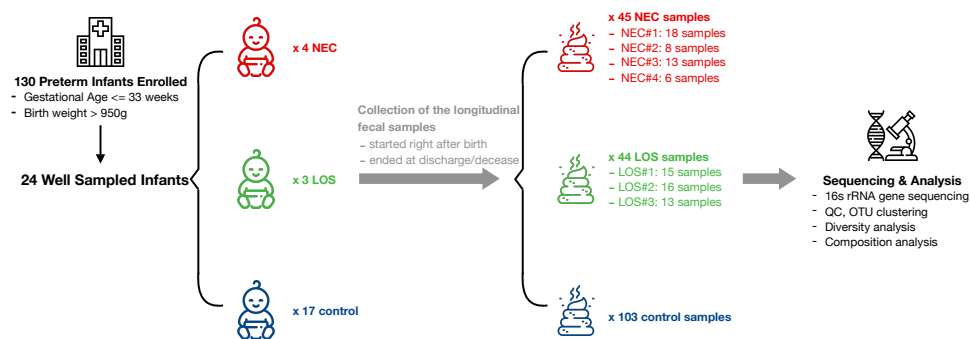 130 Preterm Infants Enrolled
- Gestational Age <= 33 weeks
- Birth weight > 950g
24 Well Sampled Infants
x 4 NEC
x 3 LOS
x 17 control
Collection of the longitudinal
fecal samples
– started right after birth
– ended at discharge/decease
x 45 NEC samples
– NEC#1: 18 samples
– NEC#2: 8 samples
– NEC#3: 13 samples
– NEC#4: 6 samples
x 44 LOS samples
– LOS#1: 15 samples
– LOS#2: 16 samples
– LOS#3: 13 samples
x 103 control samples
Sequencing & Analysis
- 16s rRNA gene sequencing
- QC, OTU clustering
- Diversity analysis
- Composition analysis